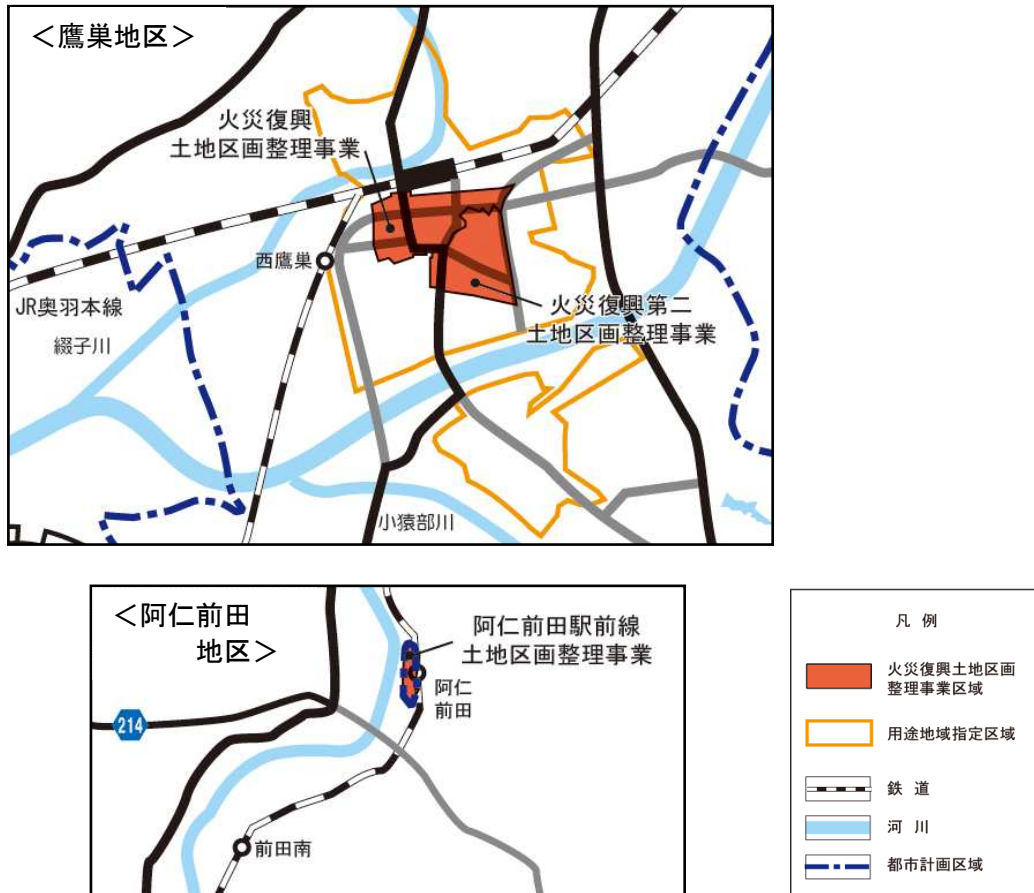 <鷹巣地区>
火災復興
土地区画整理事業
西鷹巣
JR奥羽本線
綴子川
火災復興第二
土地区画整理事業
小猿部川
<阿仁前田
地区>
阿仁前田駅前線
土地区画整理事業
阿仁
前田
214
前田南
凡 例
火災復興土地区画
整理事業区域
用途地域指定区域
鉄 道
河 川
都市計画区域